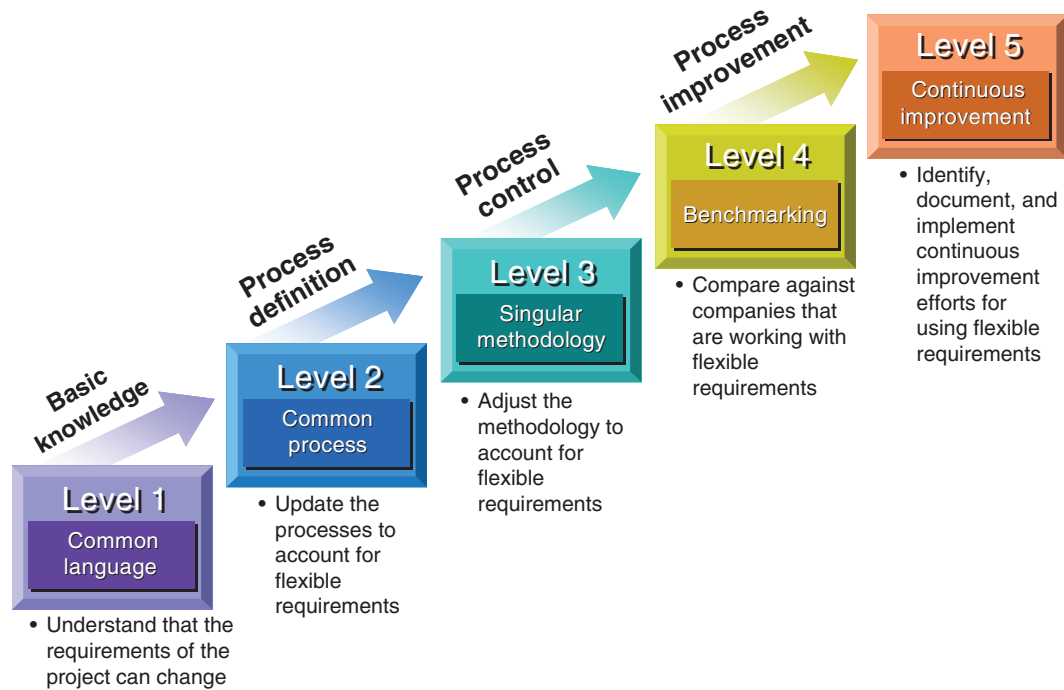 Basic
knowledge
Level 1
Common
language
• Understand that the
requirements of the
project can change
Process
definition
Level 2
Common
process
• Update the
processes to
account for
flexible
requirements
Process
control
Level 3
Singular
methodology
• Adjust the
methodology to
account for
flexible
requirements
Process
improvement
Level 4
Benchmarking
• Compare against
companies that
are working with
flexible
requirements
Level 5
Continuous
improvement
• Identify,
document, and
implement
continuous
improvement
efforts for
using flexible
requirements